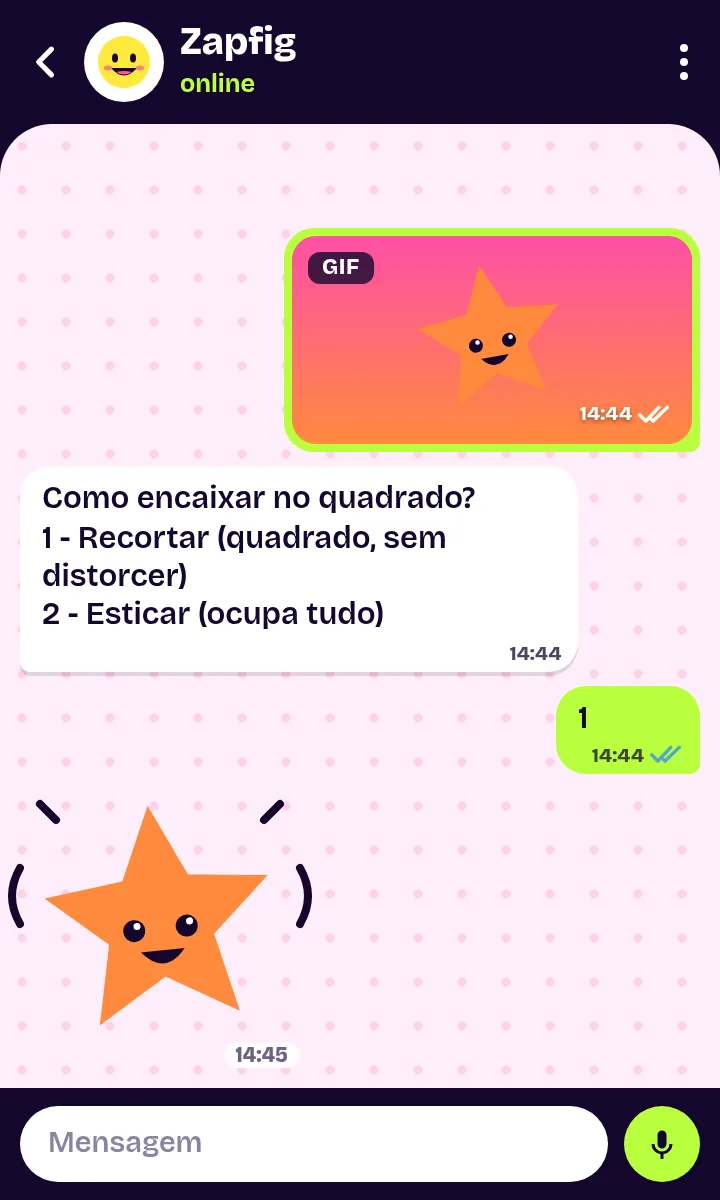 Zapfig
online
GIF
14:44
Como encaixar no quadrado?
1 - Recortar (quadrado, sem
distorcer)
2 - Esticar (ocupa tudo)
14:44
1
14:44
14:45
Mensagem